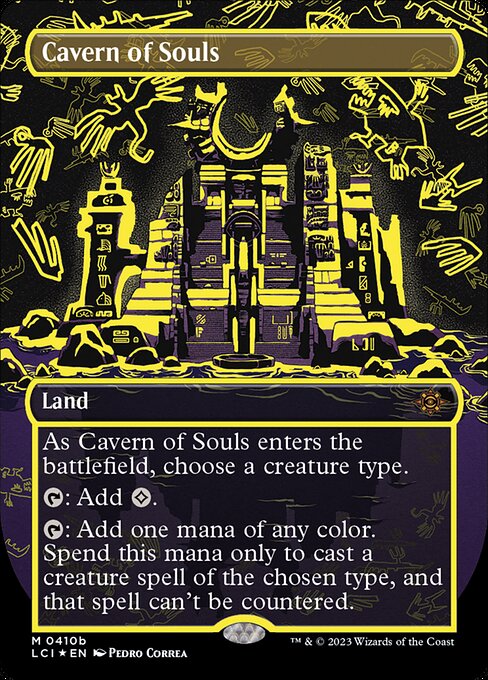 Cavern of Souls
Land
As Cavern of Souls enters the
battlefield, choose a creature type.
: Add .
: Add one mana of any color.
Spend this mana only to cast a
creature spell of the chosen type, and
that spell can't be countered.
M 0410b
LCI★EN Pedro Correa
™ & © 2023 Wizards of the Coast